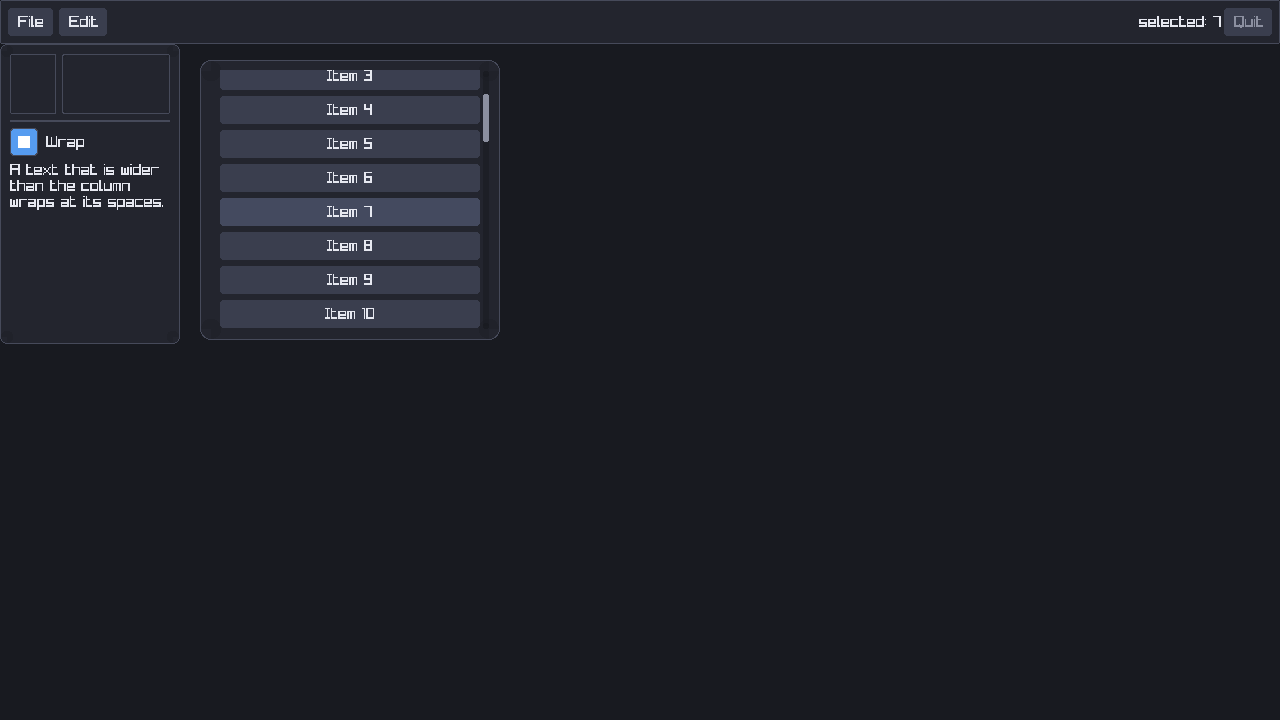 File
Edit
selected: 7
Quit
Wrap
A text that is wider
than the column
wraps at its spaces.
Item 3
Item 4
Item 5
Item 6
Item 7
Item 8
Item 9
Item 10